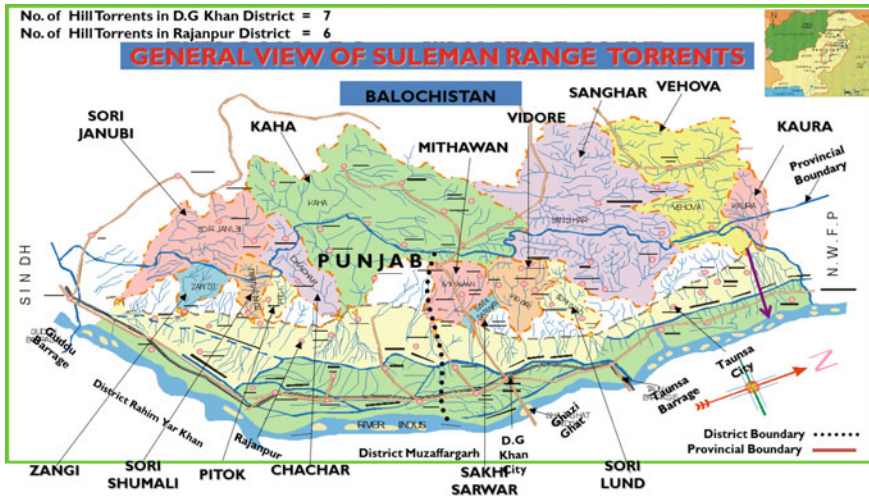 No. of Hill Torrents in D.G Khan District = 7
No. of Hill Torrents in Rajanpur District = 6
GENERAL VIEW OF SULEMAN RANGE TORRENTS
BALOCHISTAN
SORI
JANUBI
KAHA
MITHAWAN
VIDORE
SANGHAR
VEHOVA
KAURA
Provincial
Boundary
KAHA
VEHOVA
KAURA
SINDH
PUNJAB
N.W.F.P
ZANGI
Guddu
Barrage
District Rahim Yar Khan
Rajanpur
RIVER INDUS
District Muzaffargarh
D.G
Khan
City
Ghazi
Ghat
Taunsa
Barrage
Taunsa
City
N
ZANGI
SORI
SHUMALI
PITOK
CHACHAR
SAKHI
SARWAR
SORI
LUND
District Boundary
Provincial Boundary